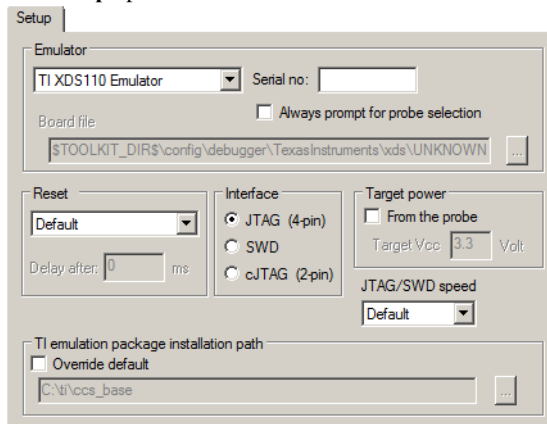 Setup
Emulator
TI XDS110 Emulator Serial no:
Always prompt for probe selection
Board file
$TOOLKIT_DIR$\config\debugger\TexasInstruments\xds\UNKNOWN ...
Reset Interface Target power
Default JTAG (4-pin) From the probe
SWD Target Vcc 3.3 Volt
Delay after: 0 ms cJTAG (2-pin)
JTAG/SWD speed
Default
TI emulation package installation path
Override default
C:\ti\ccs_base ...